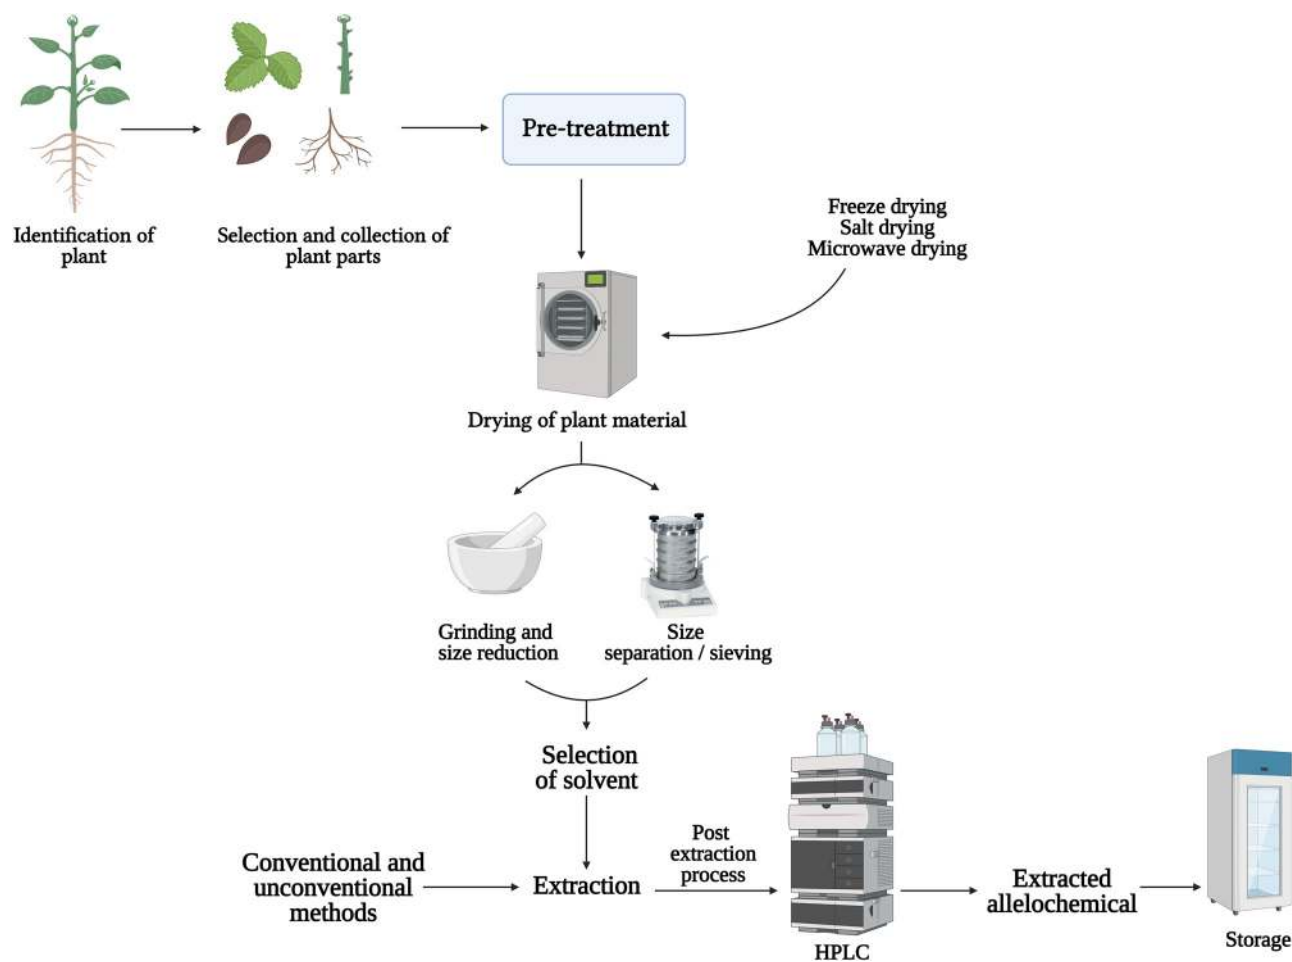 Pre-treatment
Identification of
plant
Selection and collection of
plant parts
Freeze drying
Salt drying
Microwave drying
Drying of plant material
Grinding and
size reduction
Size
separation / sieving
Selection
of solvent
Conventional and
unconventional
methods
Extraction
Post
extraction
process
HPLC
Extracted
allelochemical
Storage